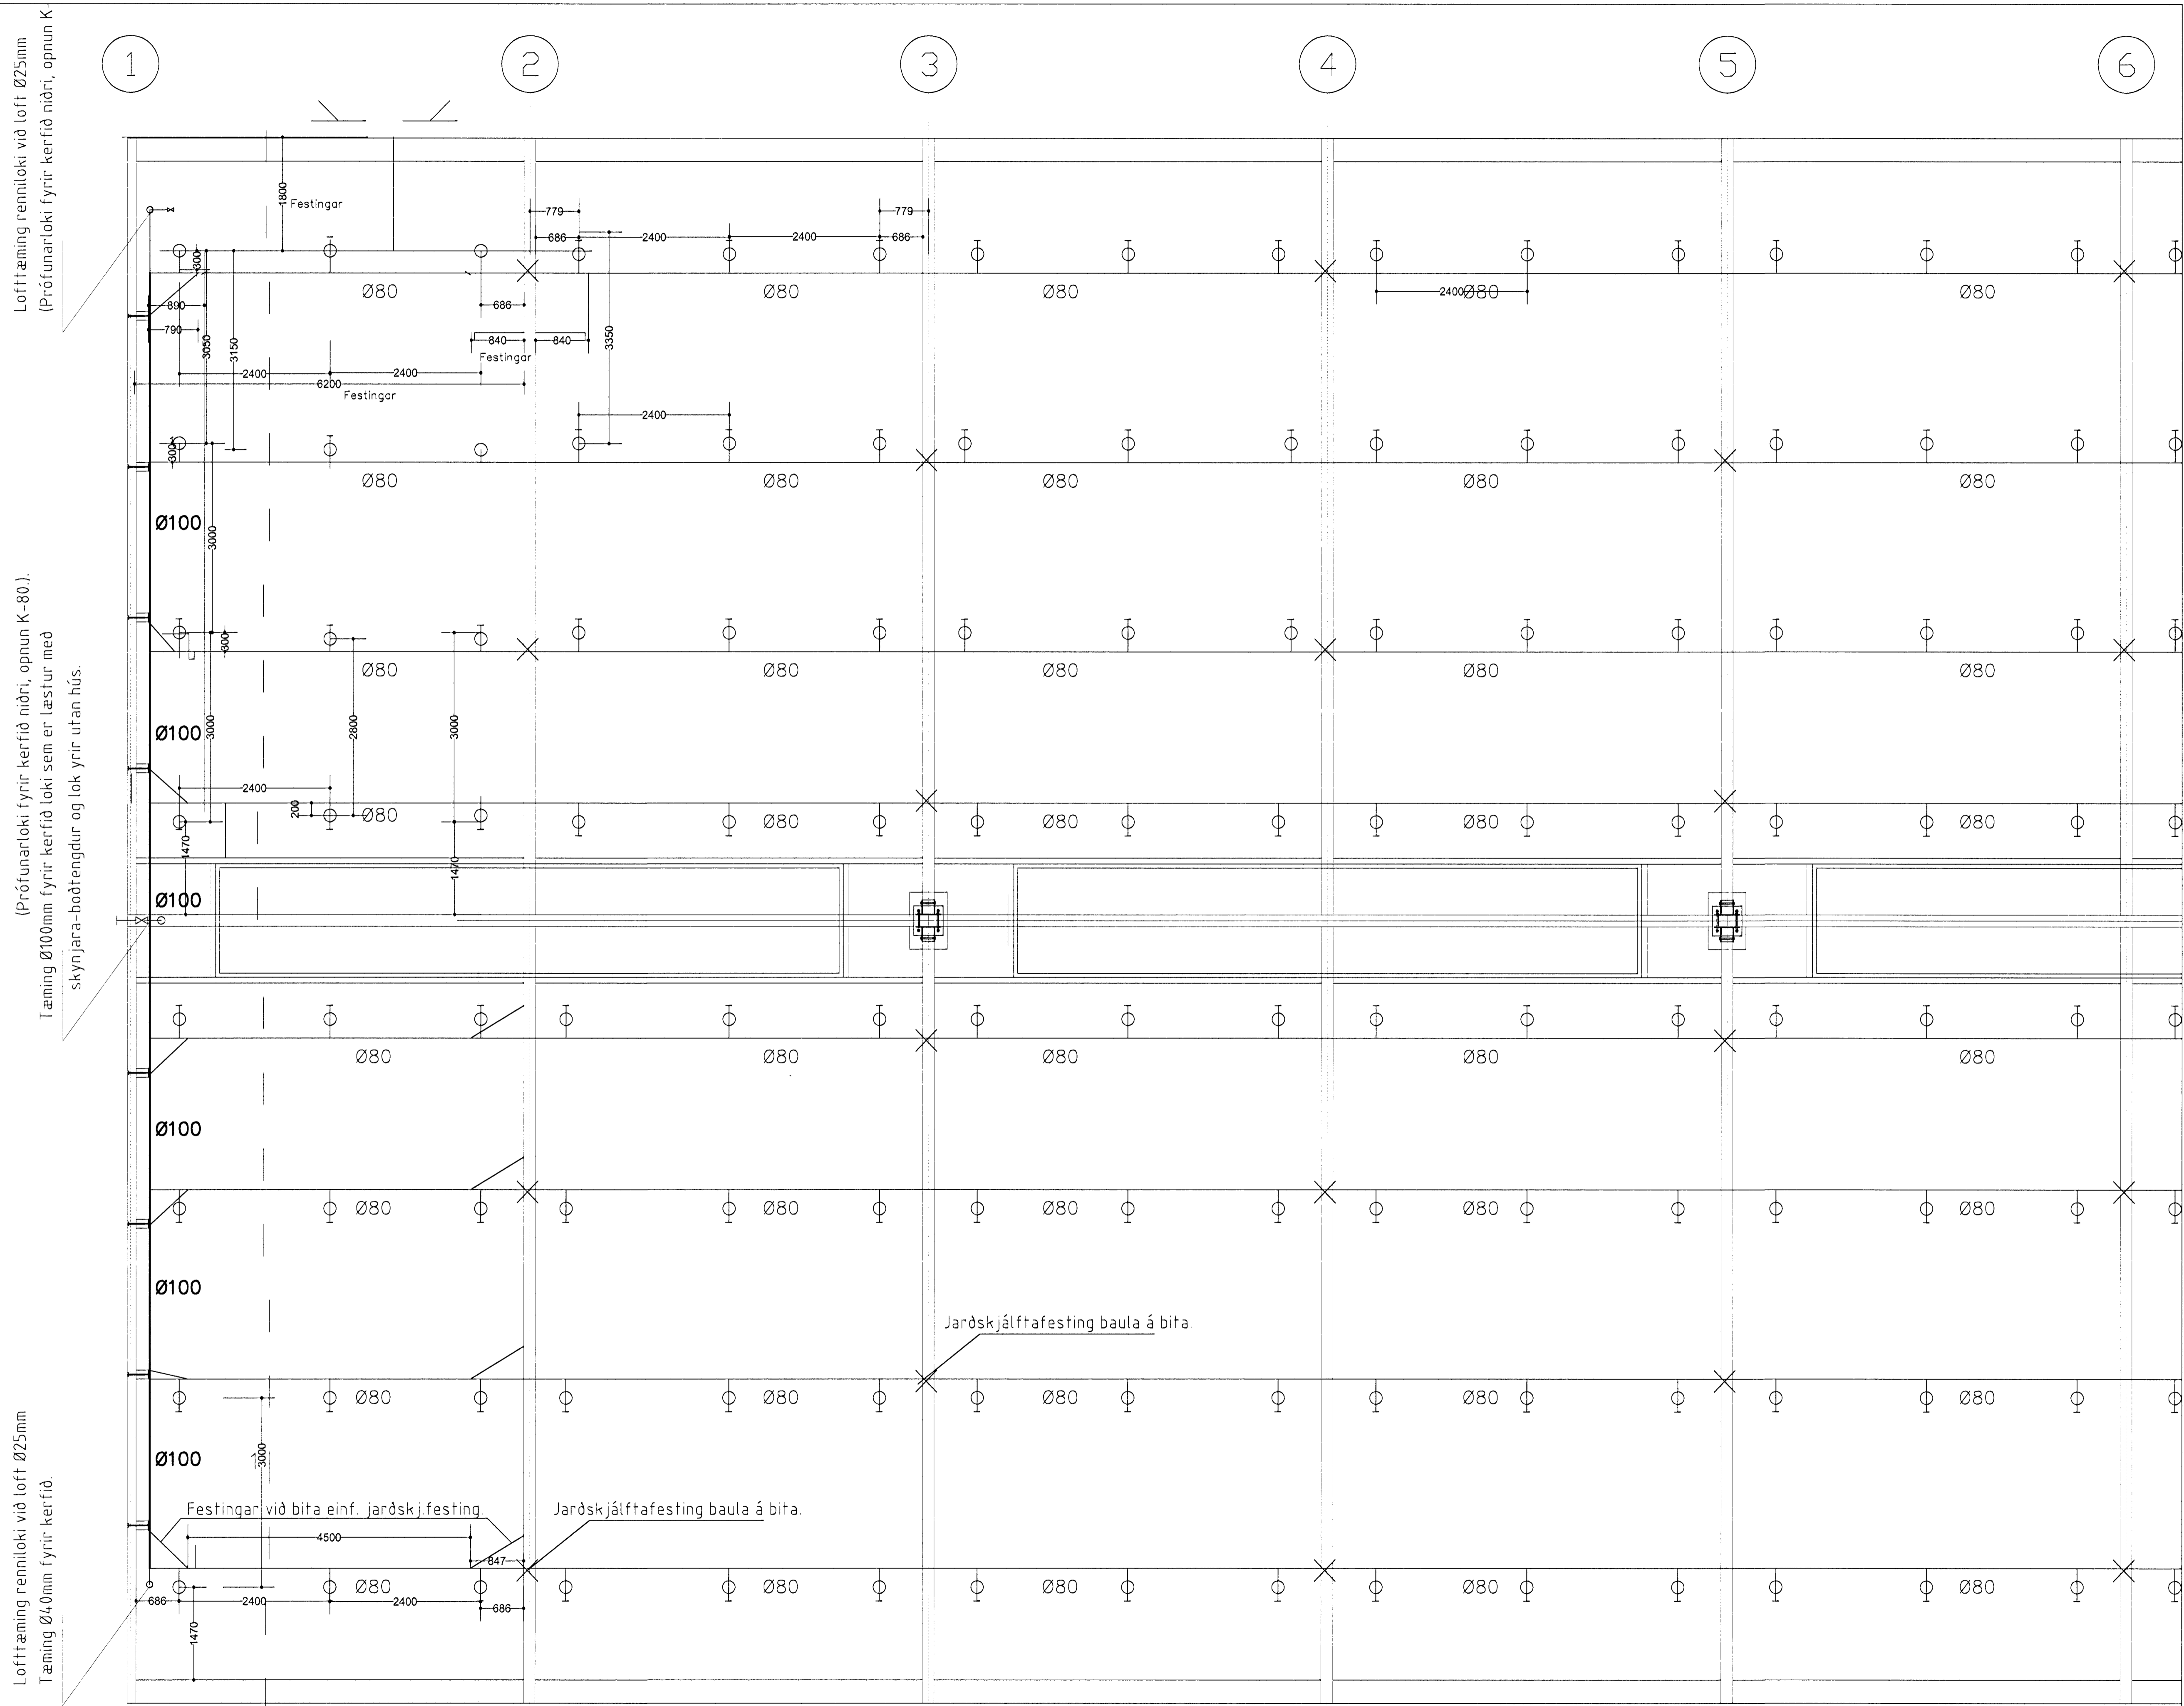 1 2 3 4 5 6
Lofttæming renniloki við loft Ø25mm
(Prófunarloki fyrir kerfið niðri, opnun K-
1800
Festingar
779 779
686 2400 2400 686
300
Ø80 Ø80 Ø80 2400 Ø80 Ø80
890
686
790
3050
3150
840 840
3350
Festingar
2400 2400
6200
Festingar
2400
300
Ø80 Ø80 Ø80 Ø80 Ø80
Ø100
3000
300
Ø80 Ø80 Ø80 Ø80 Ø80
(Prófunarloki fyrir kerfið niðri, opnun K-80.).
Tæming Ø100mm fyrir kerfið loki sem er læstur með
skynjara-boðtengdur og lok yrir utan hús.
Ø100
3000
2800
3000
2400
200
Ø80 Ø80 Ø80 Ø80 Ø80
1470
1470
Ø100
Ø80 Ø80 Ø80 Ø80 Ø80
Ø100
Ø80 Ø80 Ø80 Ø80 Ø80
Ø100
Jarðskjálftafesting baula á bita.
Ø80 Ø80 Ø80 Ø80 Ø80
Ø100
3000
Lofttæming renniloki við loft Ø25mm
Tæming Ø40mm fyrir kerfið.
Festingar við bita einf. jarðskj.festing.
Jarðskjálftafesting baula á bita.
4500
847
Ø80 Ø80 Ø80 Ø80 Ø80
686 2400 2400 686
1470